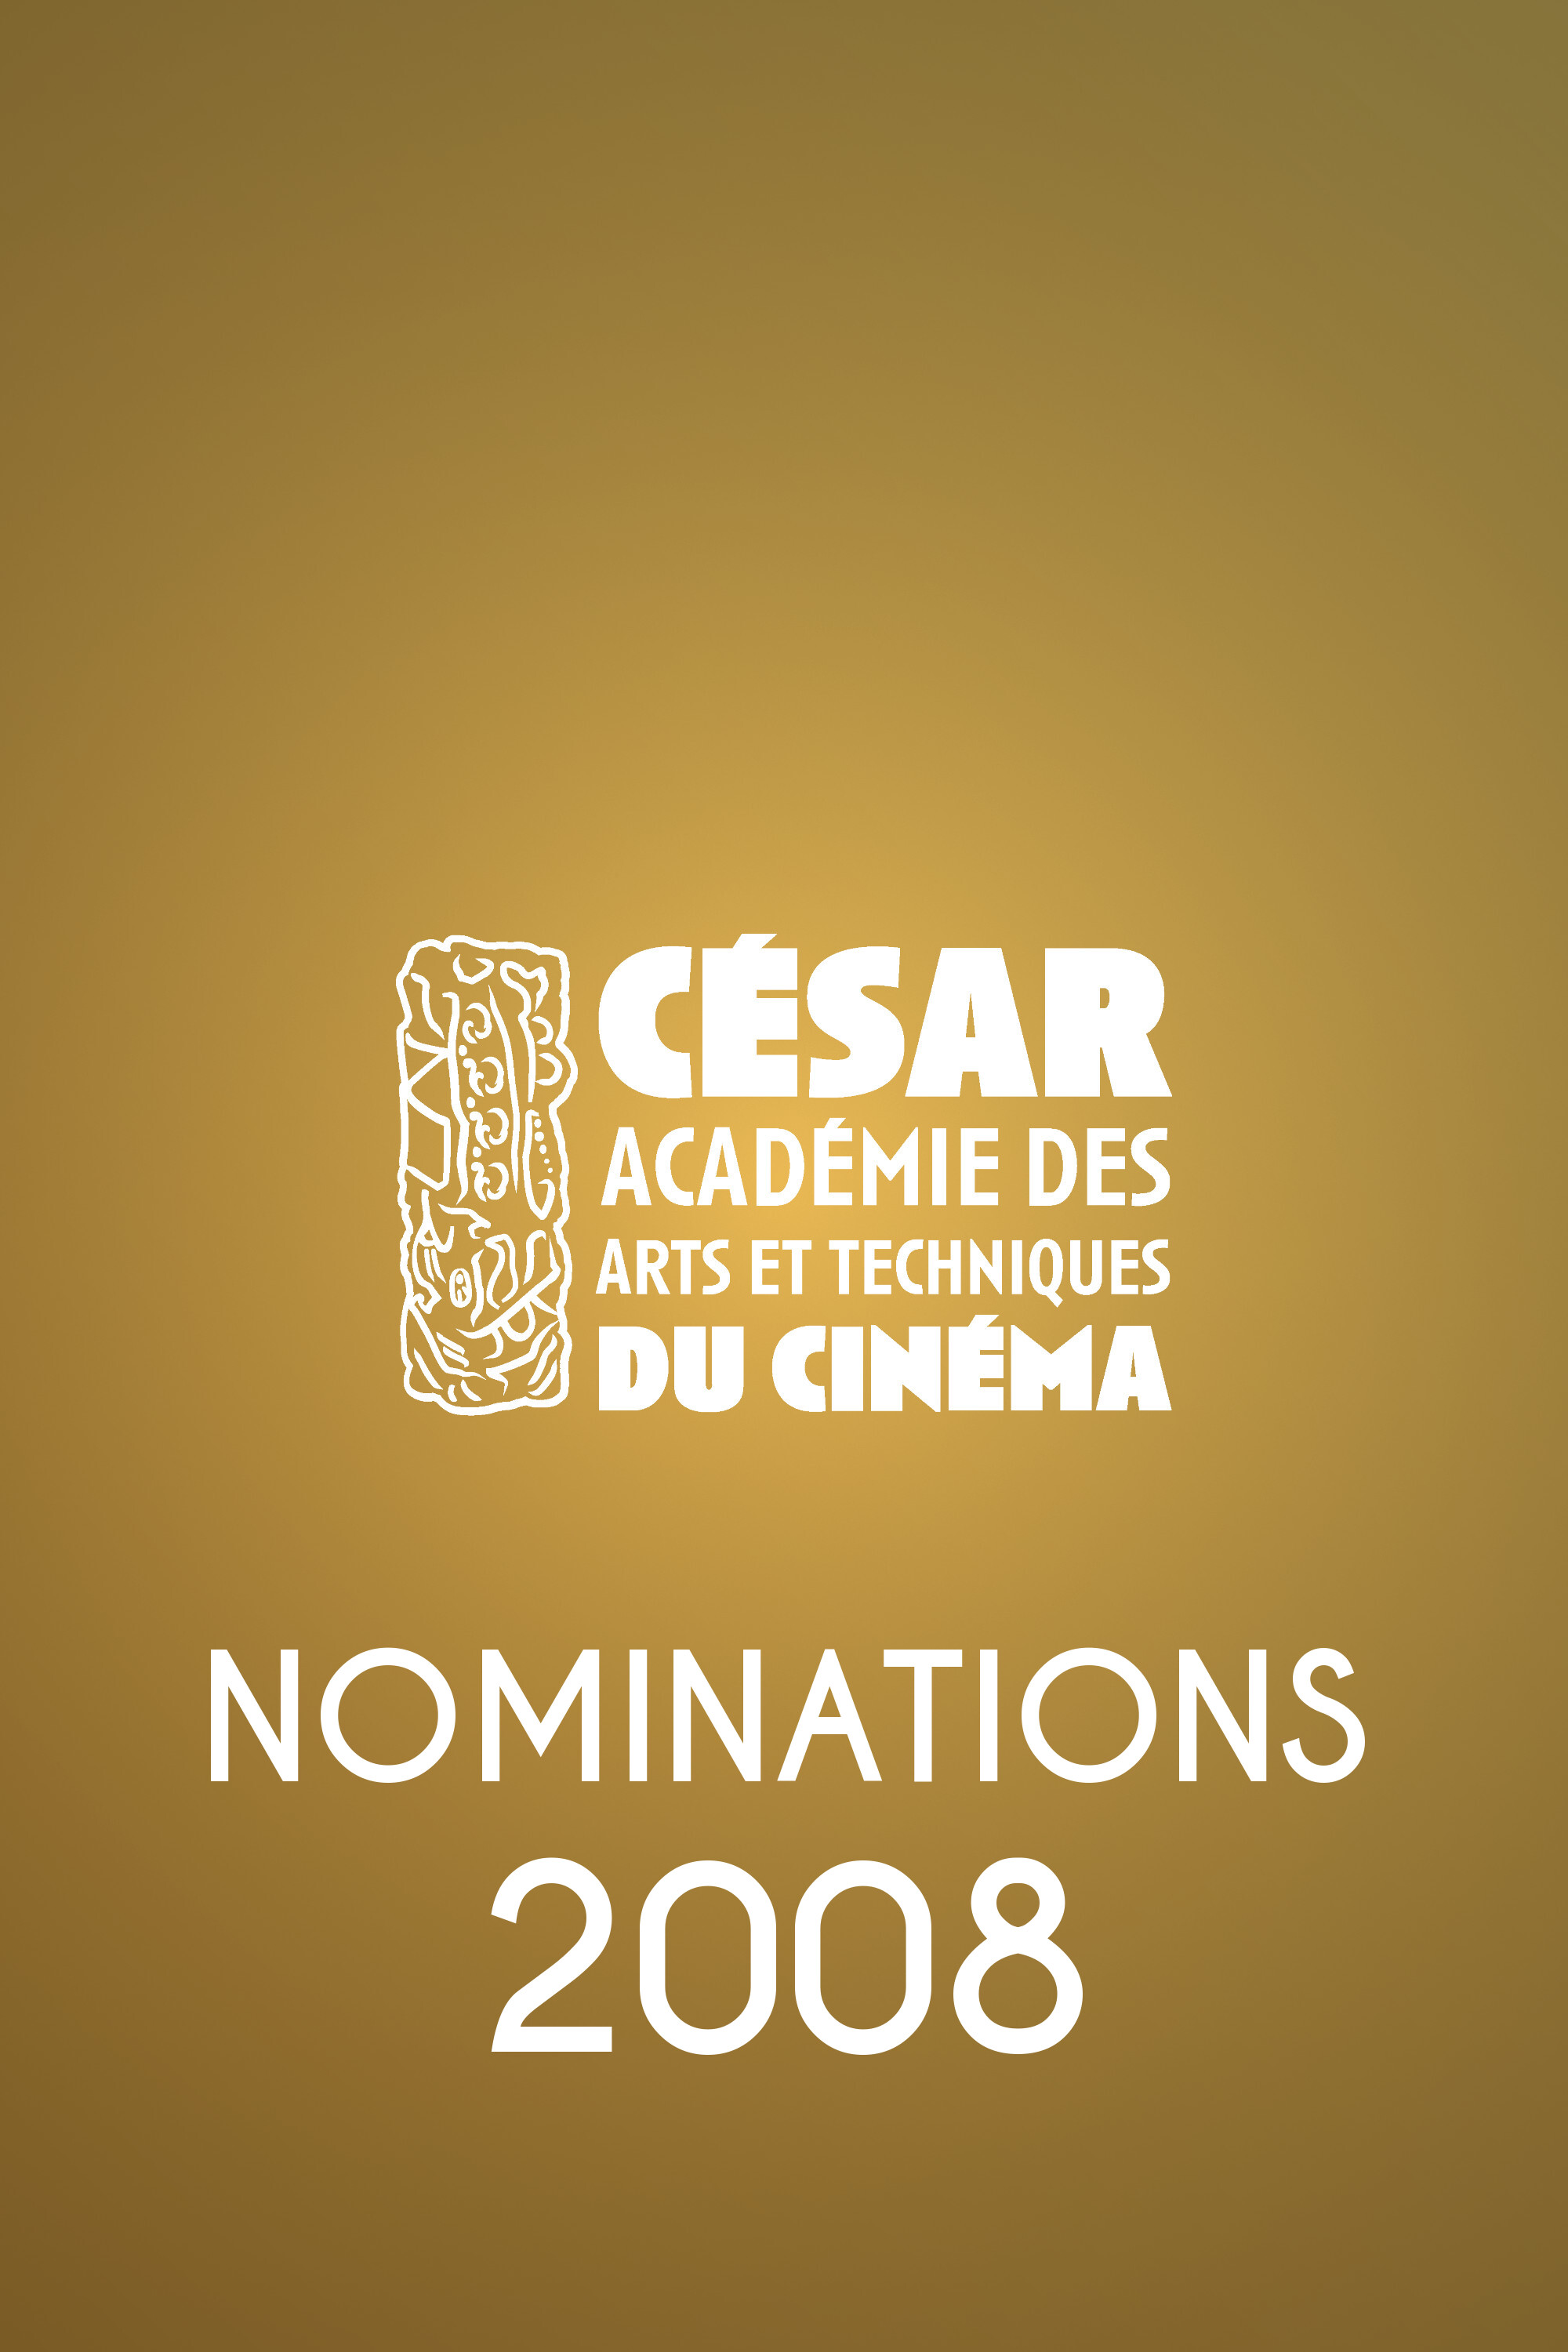 CÉSAR
ACADÉMIE DES
ARTS ET TECHNIQUES
DU CINÉMA
NOMINATIONS
2008